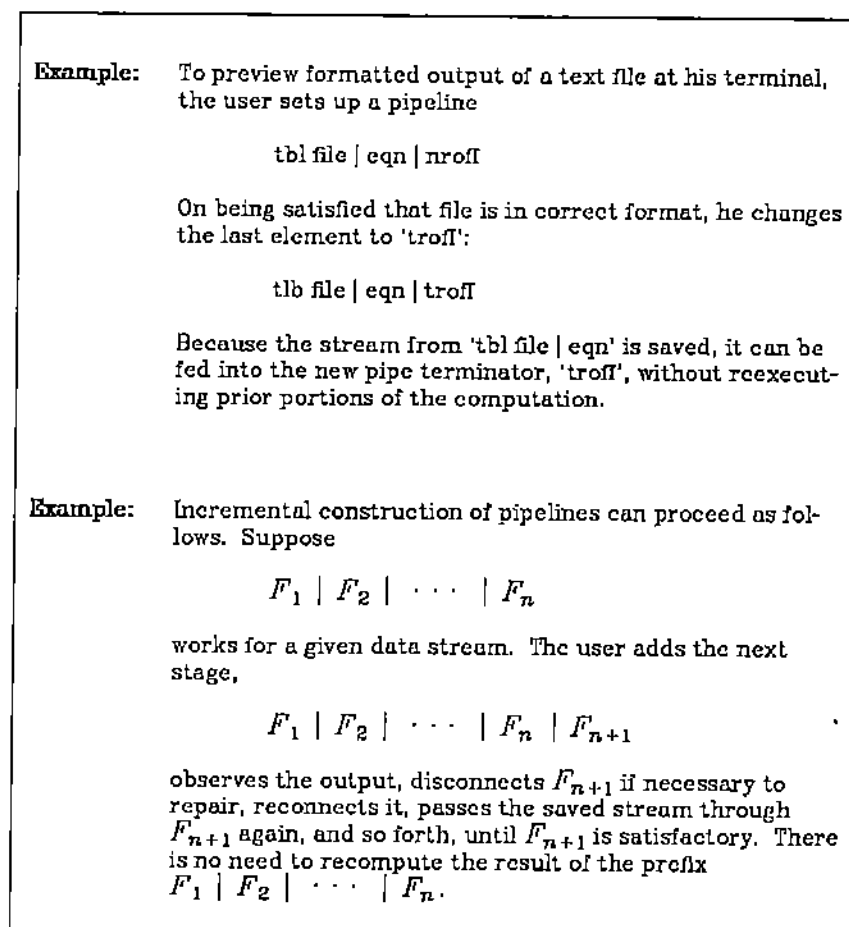 Example: To preview formatted output of a text file at his terminal,
the user sets up a pipeline
tbl file | eqn | nroff
On being satisfied that file is in correct format, he changes
the last element to 'troff':
tlb file | eqn | troff
Because the stream from 'tbl file | eqn' is saved, it can be
fed into the new pipe terminator, 'troff', without reexecut-
ing prior portions of the computation.
Example: Incremental construction of pipelines can proceed as fol-
lows. Suppose
F₁ | F₂ | · · · | Fₙ
works for a given data stream. The user adds the next
stage,
F₁ | F₂ | · · · | Fₙ | Fₙ₊₁
observes the output, disconnects Fₙ₊₁ if necessary to
repair, reconnects it, passes the saved stream through
Fₙ₊₁ again, and so forth, until Fₙ₊₁ is satisfactory. There
is no need to recompute the result of the prefix
F₁ | F₂ | · · · | Fₙ.